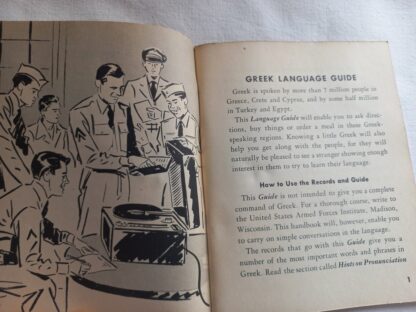 GREEK LANGUAGE GUIDE
Greek is spoken by more than 7 million people in
Greece, Crete and Cyprus, and by some half million
in Turkey and Egypt.
This Language Guide will enable you to ask direc-
tions, buy things or order a meal in these Greek-
speaking regions. Knowing a little Greek will also
help you get along with the people, for they will
naturally be pleased to see a stranger showing enough
interest in them to try to learn their language.
How to Use the Records and Guide
This Guide is not intended to give you a complete
command of Greek. For a thorough course, write to
the United States Armed Forces Institute, Madison,
Wisconsin. This handbook will, however, enable you
to carry on simple conversations in the language.
The records that go with this Guide give you a
number of the most important words and phrases in
Greek. Read the section called Hints on Pronunciation
1